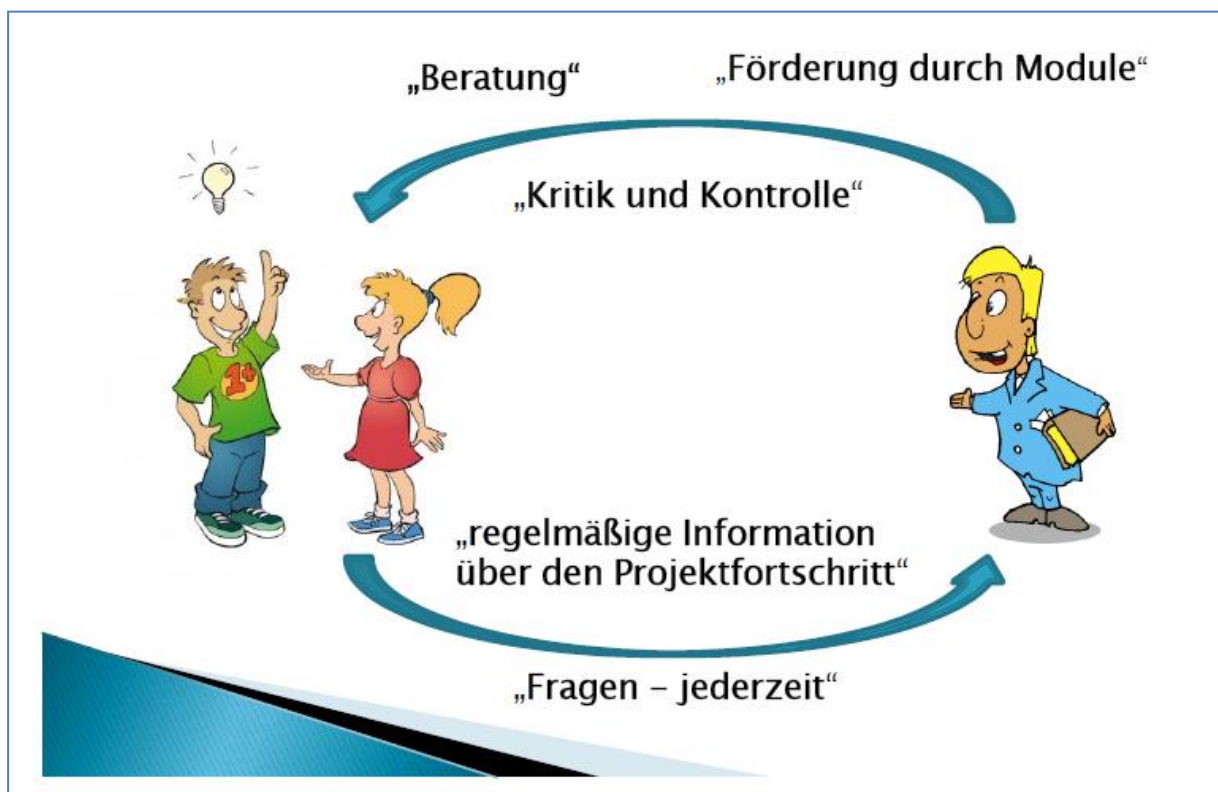 „Beratung“
„Förderung durch Module“
„Kritik und Kontrolle“
1+
„regelmäßige Information
über den Projektfortschritt“
„Fragen – jederzeit“